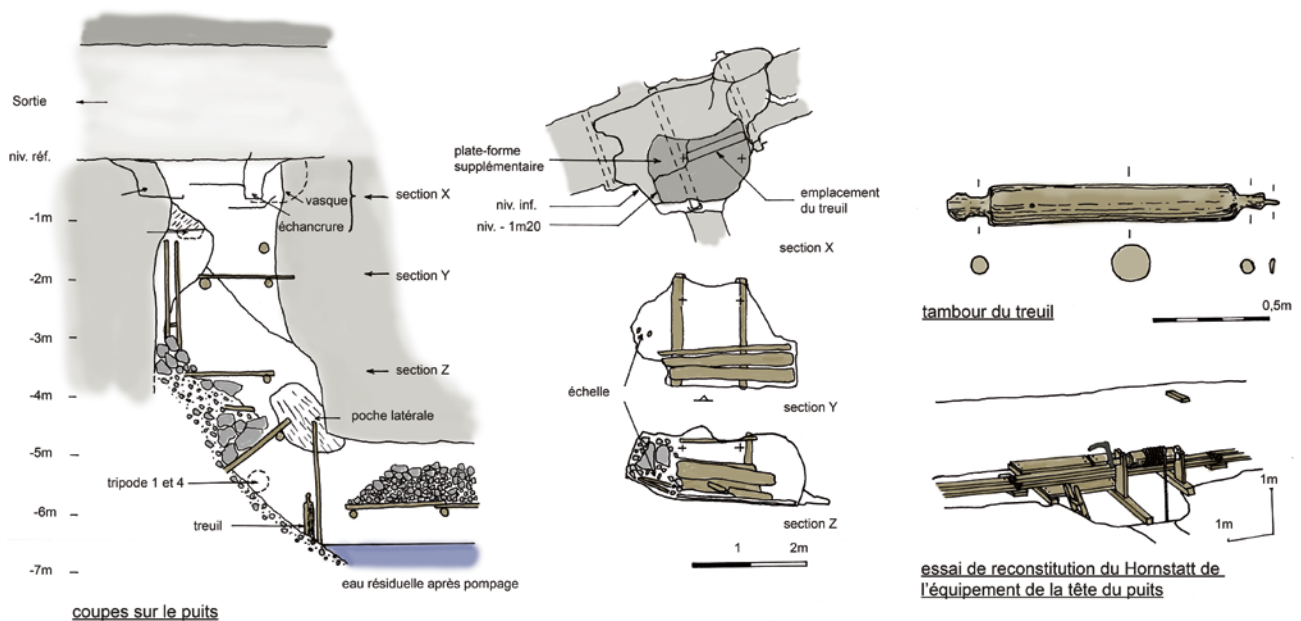 Sortie
niv. réf.
-1m
-2m
-3m
-4m
-5m
-6m
-7m
vasque
échancrure
section X
section Y
section Z
poche latérale
tripode 1 et 4
treuil
eau résiduelle après pompage
coupes sur le puits
plate-forme
supplémentaire
niv. inf.
niv. - 1m20
emplacement
du treuil
section X
échelle
section Y
section Z
1
2m
tambour du treuil
0,5m
1m
1m
essai de reconstitution du Hornstatt de
l'équipement de la tête du puits